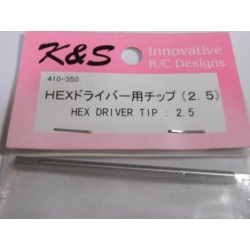 K&S
Innovative
R/C Designs
410-350
HEXドライバー用チップ(2.5)
HEX DRIVER TIP : 2.5